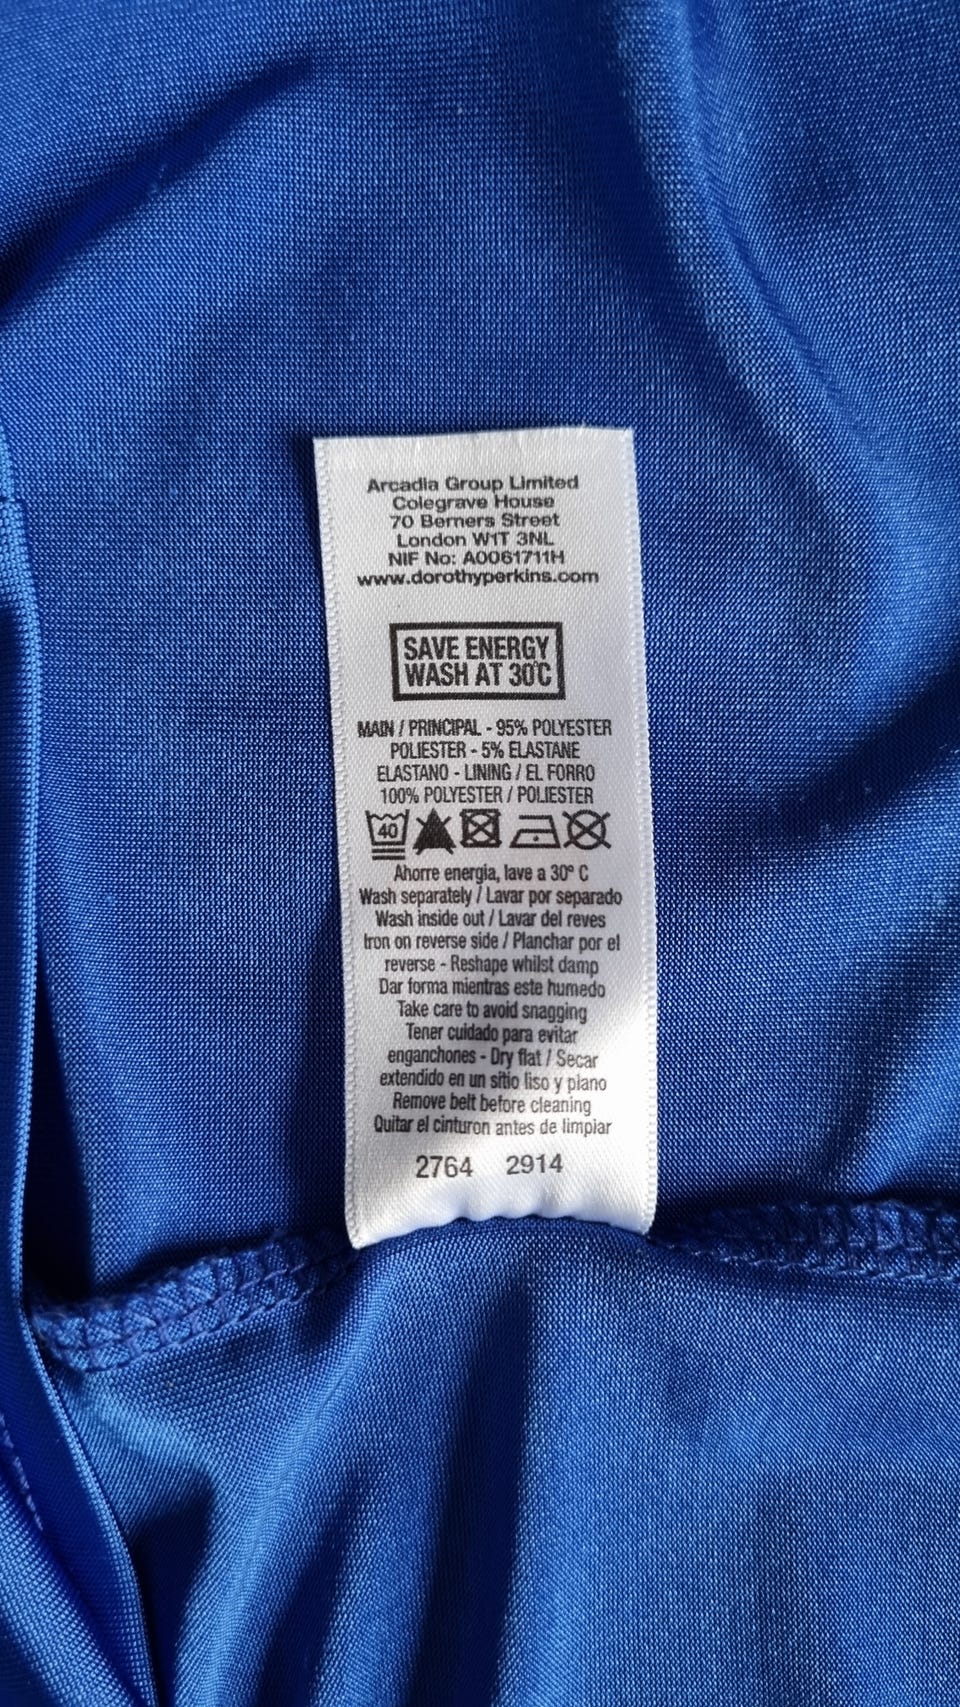 Arcadia Group Limited
Colegrave House
70 Berners Street
London W1T 3NL
NIF No: A0061711H
www.dorothyperkins.com
SAVE ENERGY
WASH AT 30°C
MAIN / PRINCIPAL - 95% POLYESTER
POLIESTER - 5% ELASTANE
ELASTANO - LINING / EL FORRO
100% POLYESTER / POLIESTER
40
Ahorre energia, lave a 30° C
Wash separately / Lavar por separado
Wash inside out / Lavar del reves
Iron on reverse side / Planchar por el
reverse - Reshape whilst damp
Dar forma mientras este humedo
Take care to avoid snagging
Tener cuidado para evitar
enganchones - Dry flat / Secar
extendido en un sitio liso y plano
Remove belt before cleaning
Quitar el cinturon antes de limpiar
2764 2914